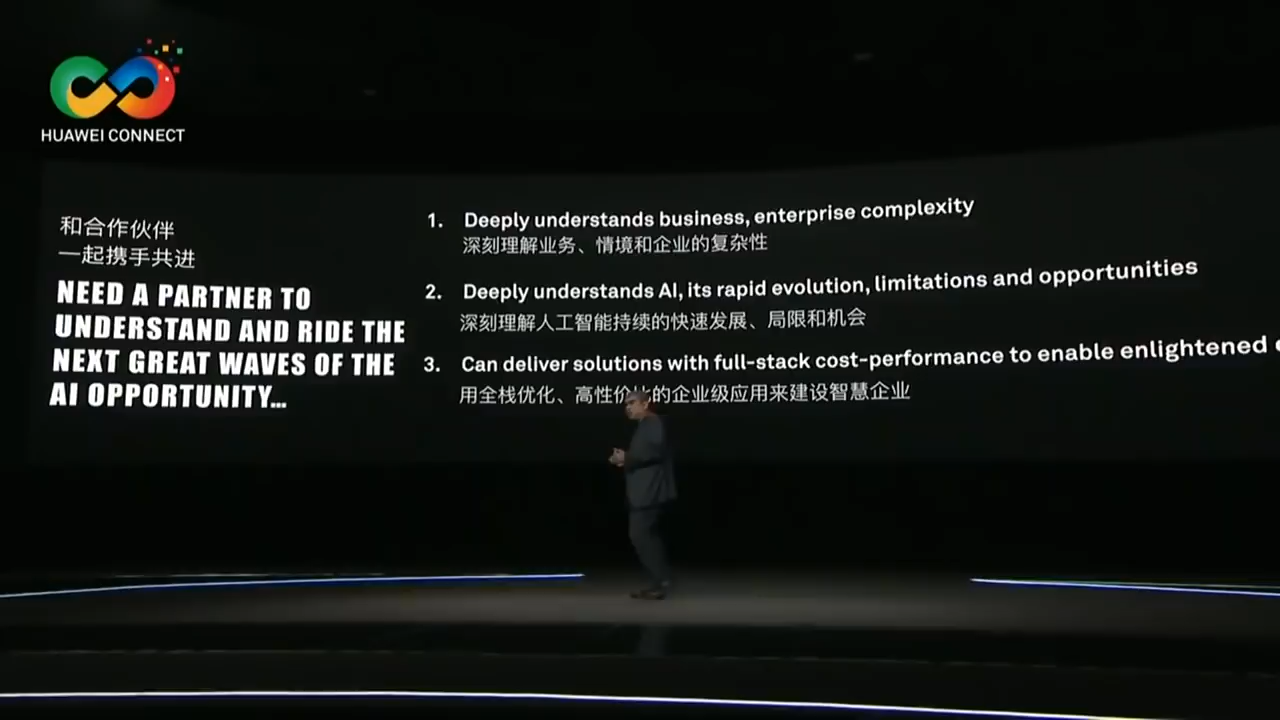 HUAWEI CONNECT
和合作伙伴
一起携手共进
NEED A PARTNER TO
UNDERSTAND AND RIDE THE
NEXT GREAT WAVES OF THE
AI OPPORTUNITY...
1. Deeply understands business, enterprise complexity
深刻理解业务、情境和企业的复杂性
2. Deeply understands AI, its rapid evolution, limitations and opportunities
深刻理解人工智能持续的快速发展、局限和机会
3. Can deliver solutions with full-stack cost-performance to enable enlightened
用全栈优化、高性价比的企业级应用来建设智慧企业